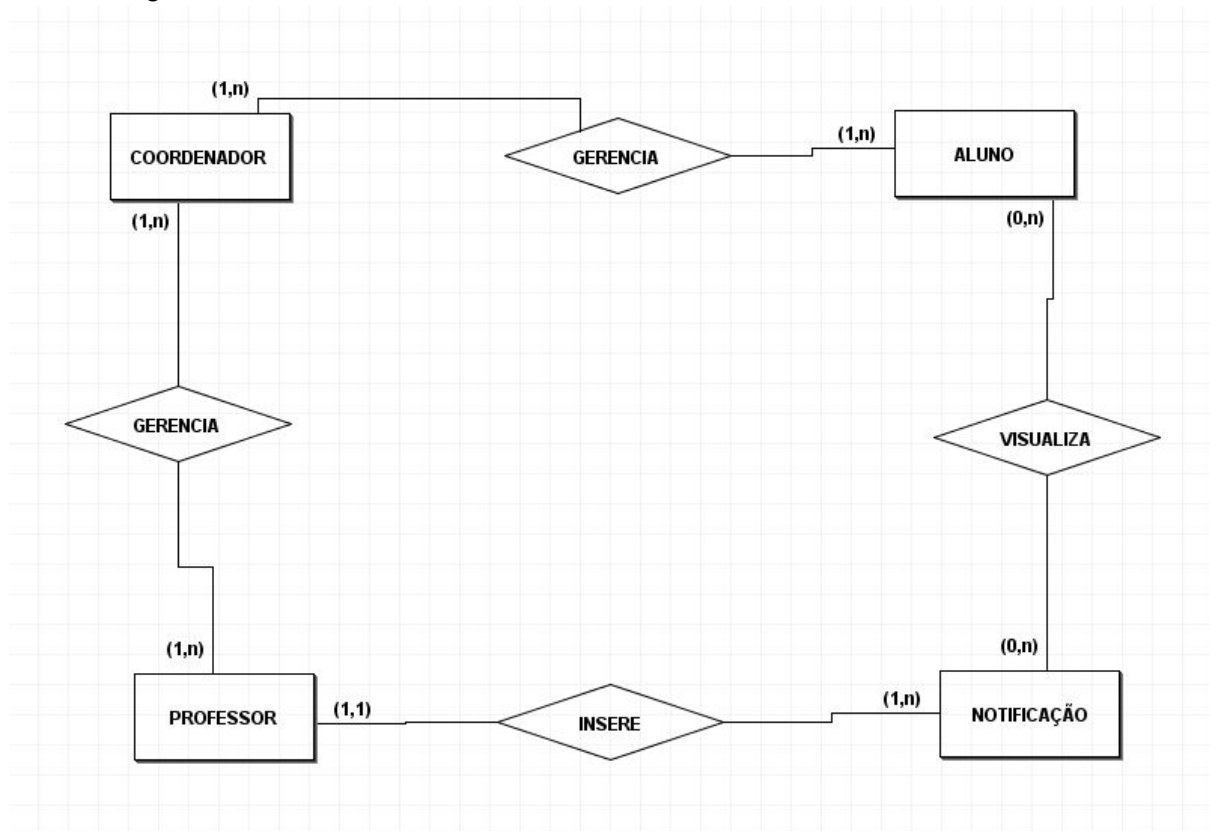 (1,n)
COORDENADOR
GERENCIA
(1,n)
ALUNO
(1,n)
(0,n)
GERENCIA
VISUALIZA
(1,n)
(0,n)
PROFESSOR
(1,1)
INSERE
(1,n)
NOTIFICAÇÃO